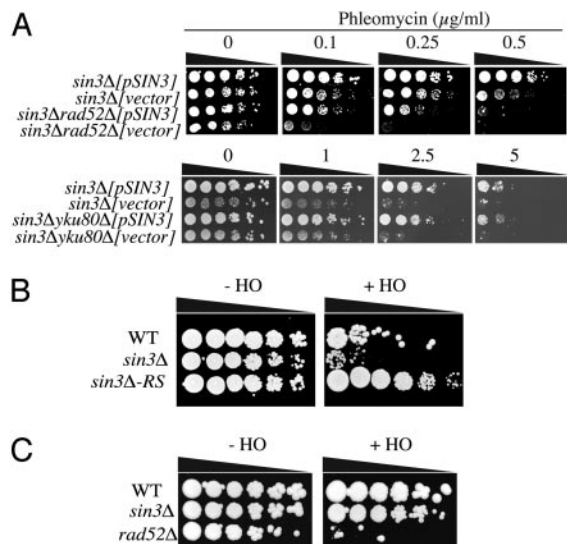 A
Phleomycin (µg/ml)
0 0.1 0.25 0.5
sin3Δ[pSIN3]
sin3Δ[vector]
sin3Δrad52Δ[pSIN3]
sin3Δrad52Δ[vector]
0 1 2.5 5
sin3Δ[pSIN3]
sin3Δ[vector]
sin3Δyku80Δ[pSIN3]
sin3Δyku80Δ[vector]
B
- HO + HO
WT
sin3Δ
sin3Δ-RS
C
- HO + HO
WT
sin3Δ
rad52Δ